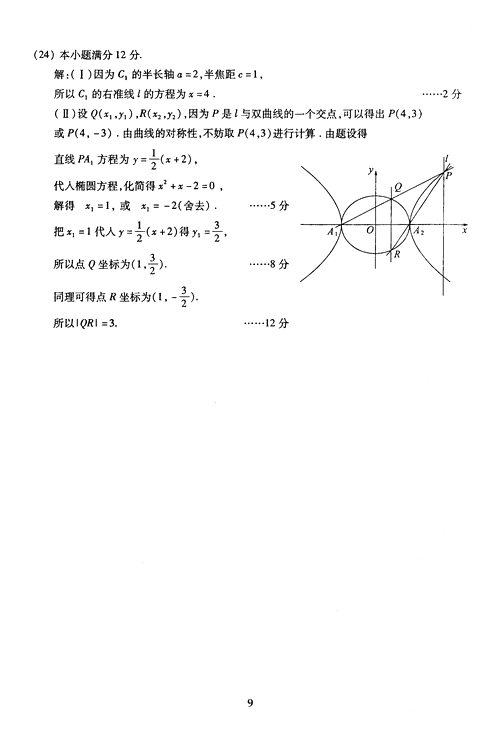 (24) 本小题满分12分.
解:(Ⅰ)因为 C₁ 的半长轴 a=2,半焦距 c=1,
所以 C₁ 的右准线 l 的方程为 x=4. ……2分
(Ⅱ)设 Q(x₁,y₁),R(x₂,y₂),因为 P 是 l 与双曲线的一个交点,可以得出 P(4,3)
或 P(4,-3).由曲线的对称性,不妨取 P(4,3)进行计算.由题设得
直线 PA₁ 方程为 y=1/2(x+2),
代入椭圆方程,化简得 x²+x-2=0,
解得 x₁=1, 或 x₁=-2(舍去). ……5分
把 x₁=1 代入 y=1/2(x+2)得 y₁=3/2,
所以点 Q 坐标为(1,3/2). ……8分
同理可得点 R 坐标为(1,-3/2).
所以|QR|=3. ……12分
y
l
P
Q
A₁
O
A₂
x
R
9